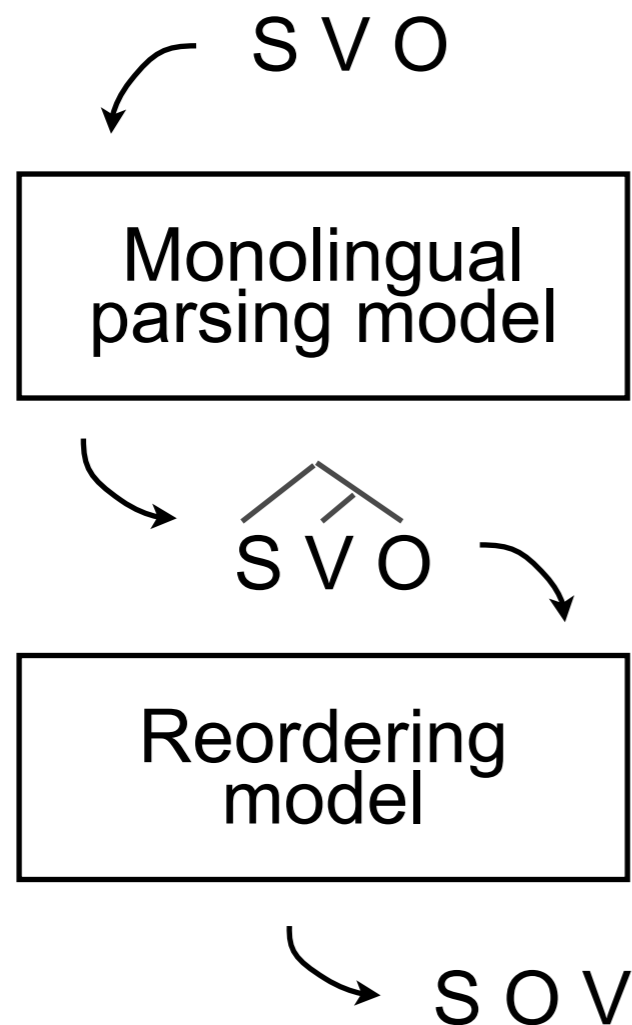 S V O
Monolingual
parsing model
S V O
Reordering
model
S O V